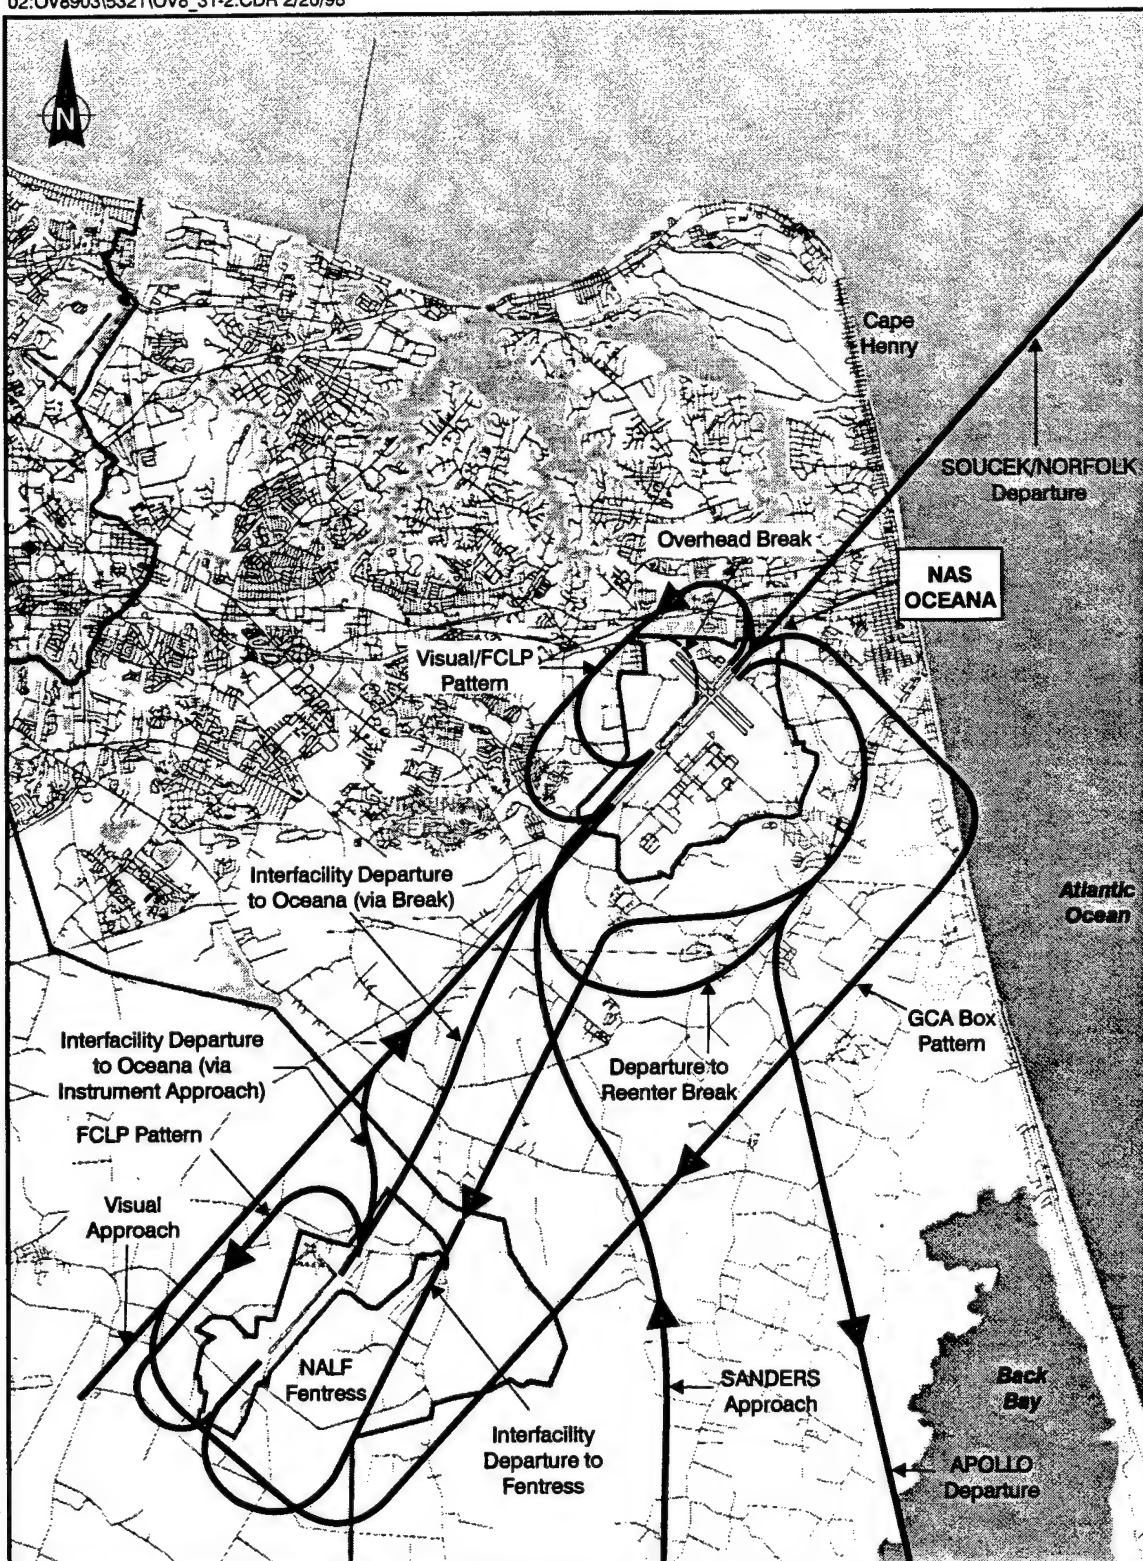 02:OV8903\5321\OV8_31-2.CDR 2/20/98
N
Cape
Henry
SOUCEK/NORFOLK
Departure
Overhead Break
NAS
OCEANA
Visual/FCLP
Pattern
Interfacility Departure
to Oceana (via Break)
Atlantic
Ocean
GCA Box
Pattern
Interfacility Departure
to Oceana (via
Instrument Approach)
Departure to
Reenter Break
FCLP Pattern
Visual
Approach
NALF
Fentress
SANDERS
Approach
Back
Bay
Interfacility
Departure to
Fentress
APOLLO
Departure